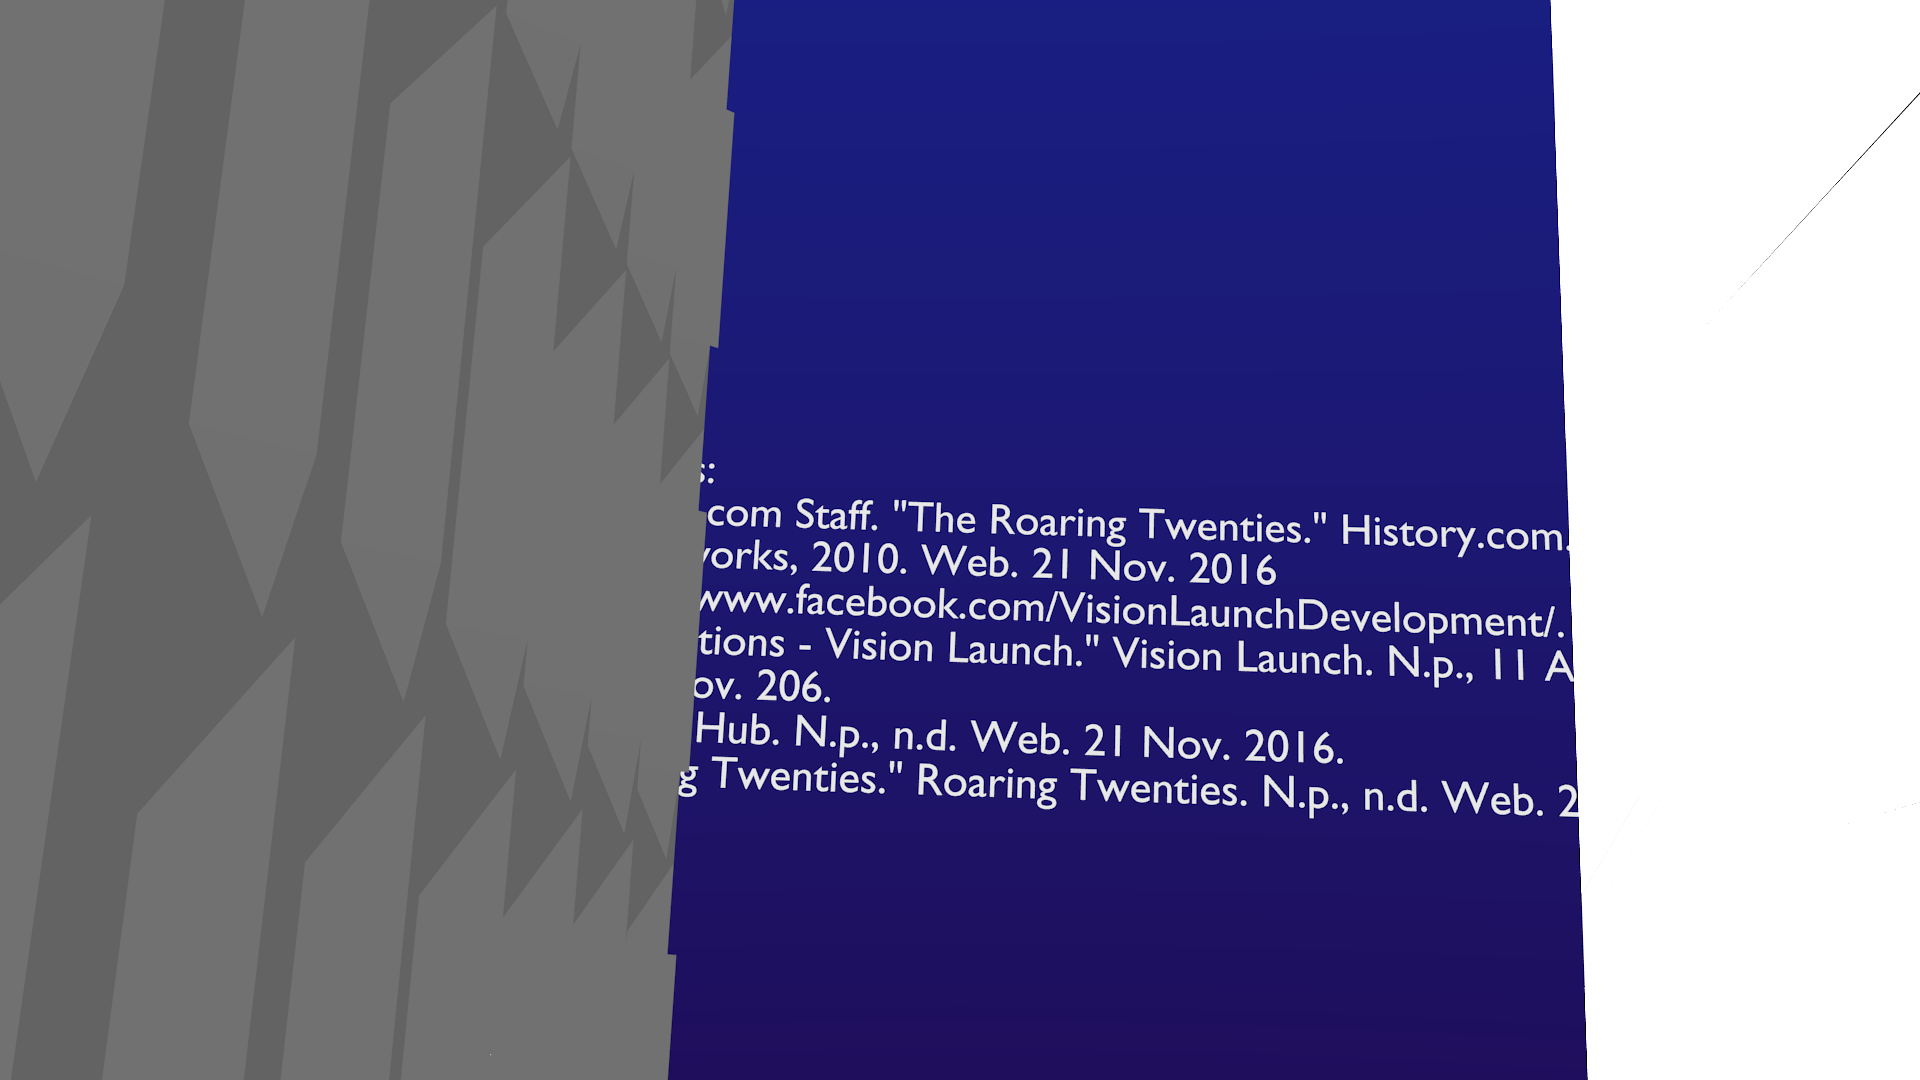 s:
.com Staff. "The Roaring Twenties." History.com.
works, 2010. Web. 21 Nov. 2016
www.facebook.com/VisionLaunchDevelopment/.
tions - Vision Launch." Vision Launch. N.p., 11 A
ov. 206.
Hub. N.p., n.d. Web. 21 Nov. 2016.
g Twenties." Roaring Twenties. N.p., n.d. Web. 2